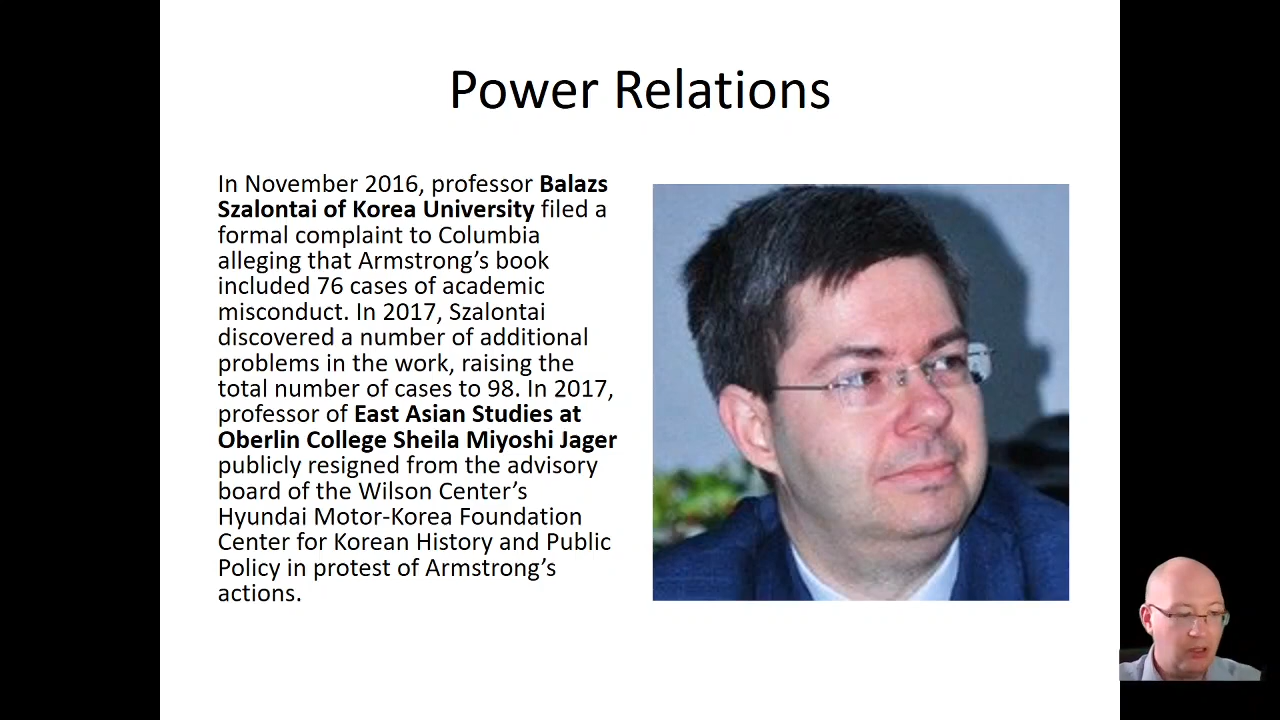 Power Relations
In November 2016, professor Balazs
Szalontai of Korea University filed a
formal complaint to Columbia
alleging that Armstrong’s book
included 76 cases of academic
misconduct. In 2017, Szalontai
discovered a number of additional
problems in the work, raising the
total number of cases to 98. In 2017,
professor of East Asian Studies at
Oberlin College Sheila Miyoshi Jager
publicly resigned from the advisory
board of the Wilson Center’s
Hyundai Motor-Korea Foundation
Center for Korean History and Public
Policy in protest of Armstrong’s
actions.